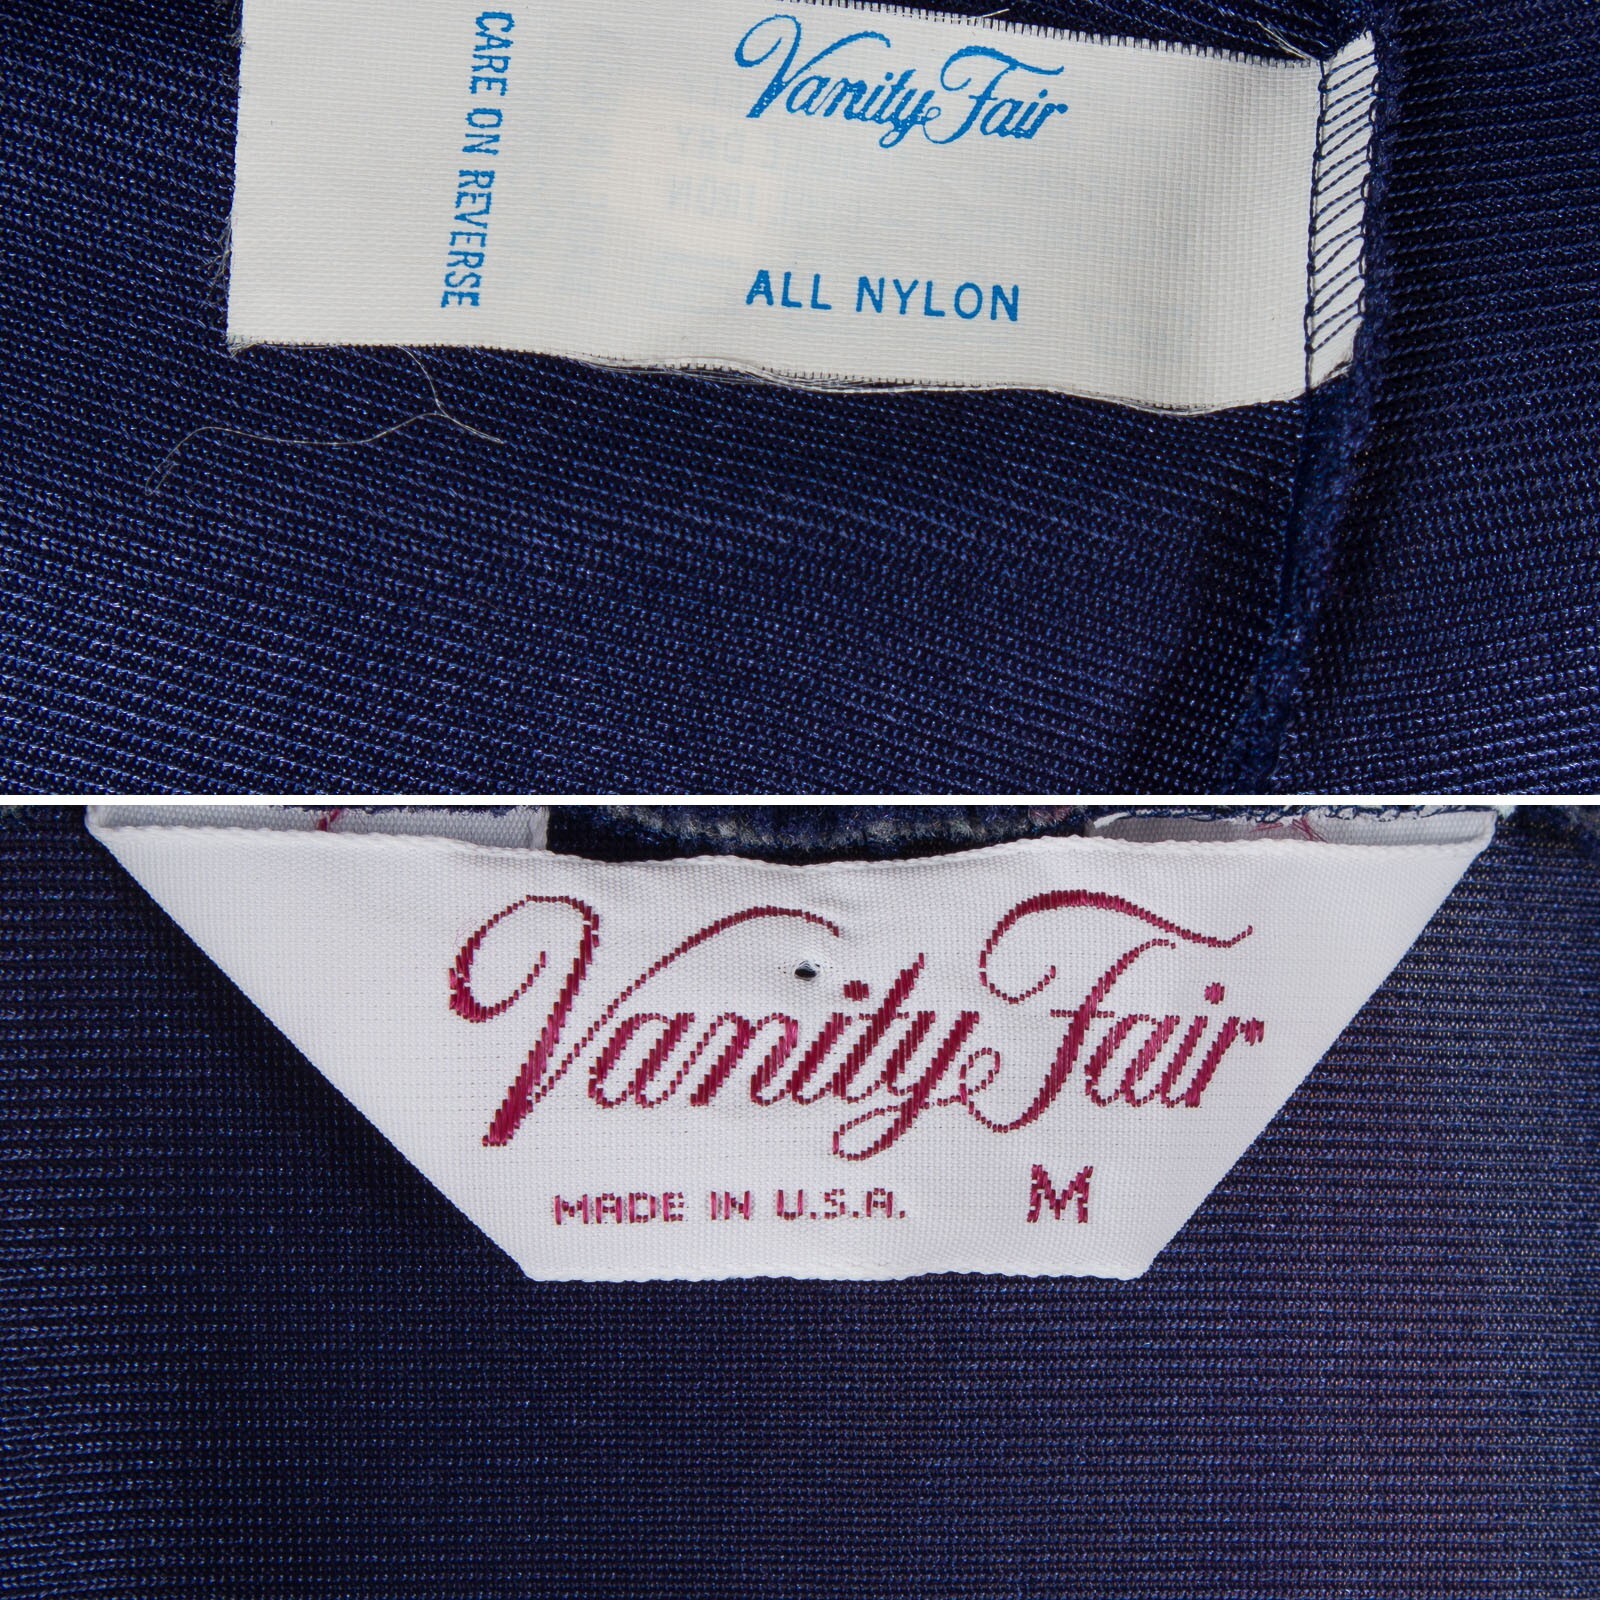 Vanity Fair
ALL NYLON
CARE ON REVERSE
Vanity Fair
MADE IN U.S.A. M